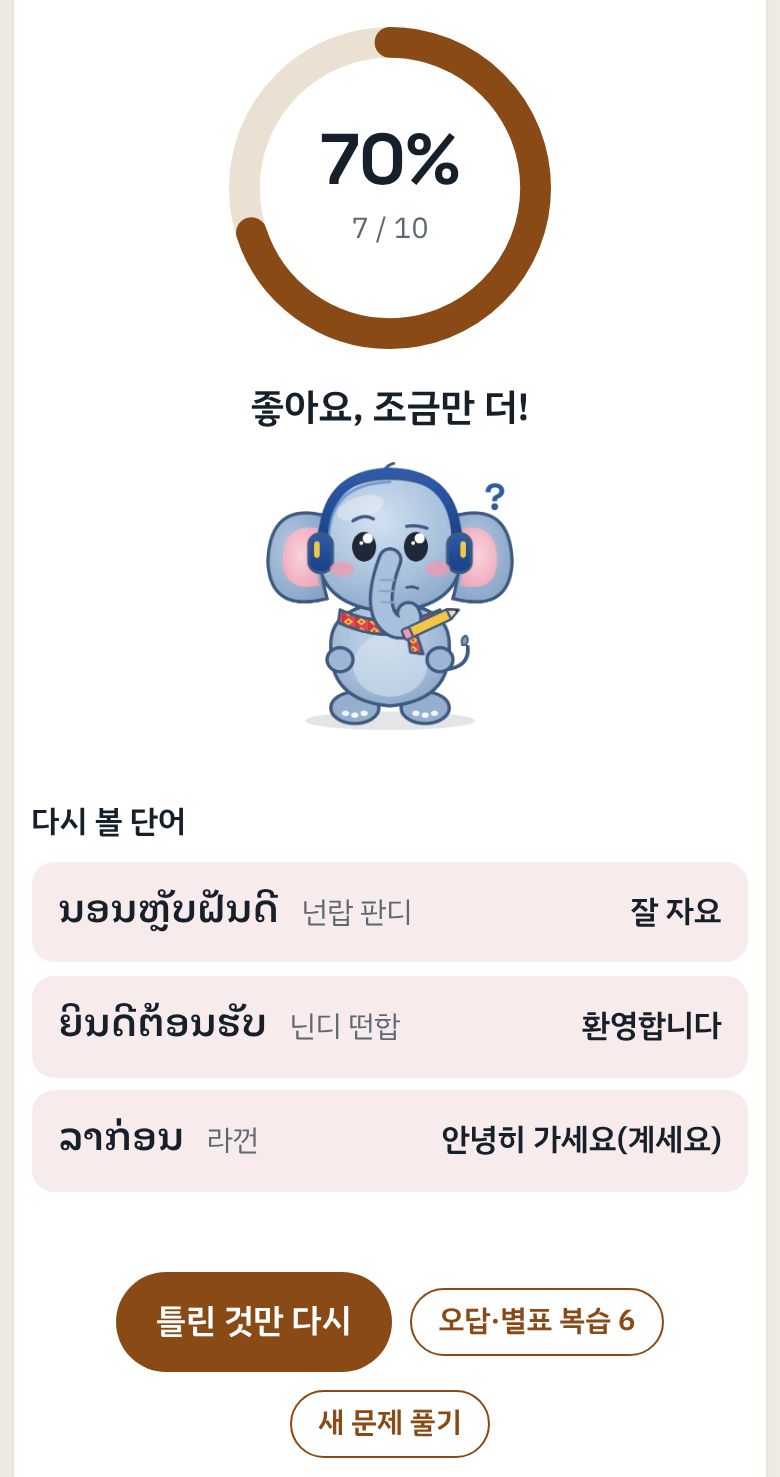 70%
7 / 10
좋아요, 조금만 더!
?
다시 볼 단어
ນອນຫຼັບຝັນດີ 넌랍 판디 잘 자요
ຍິນດີຕ້ອນຮັບ 닌디 떤합 환영합니다
ລາກ່ອນ 라껀 안녕히 가세요(계세요)
틀린 것만 다시 오답·별표 복습 6
새 문제 풀기